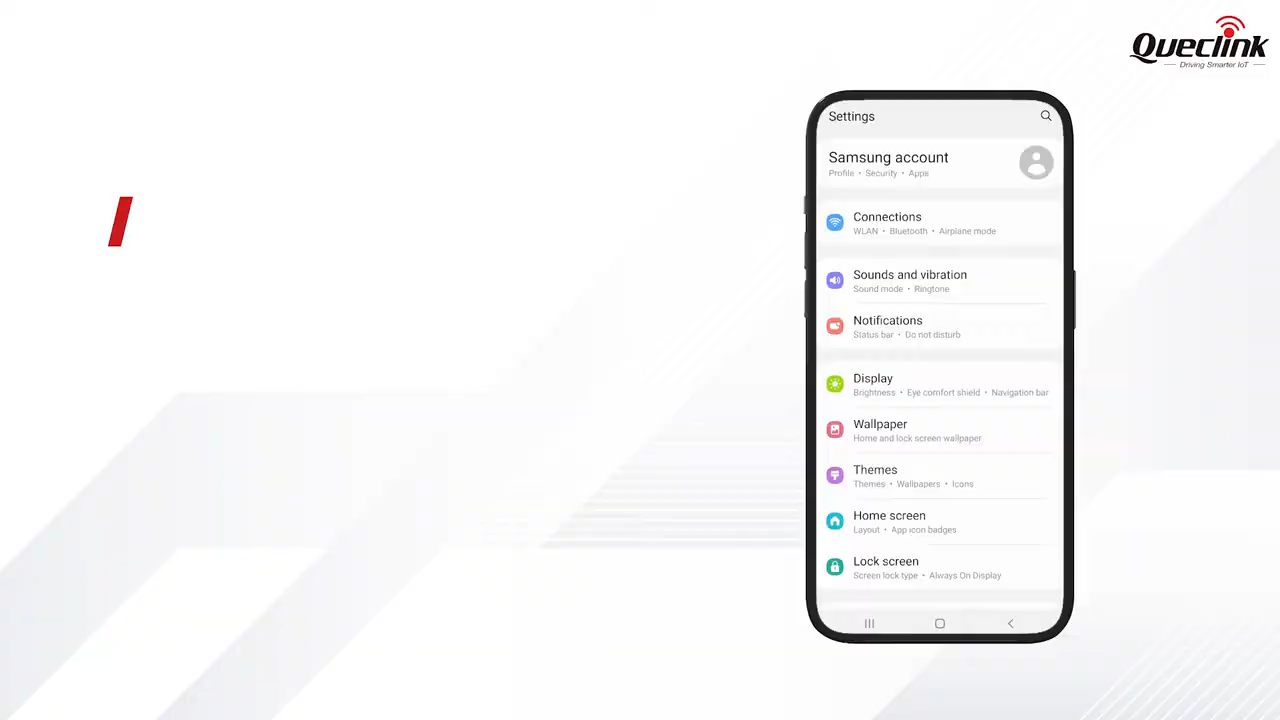 Queclink
Driving Smarter IoT
Settings
Samsung account
Profile • Security • Apps
Connections
WLAN • Bluetooth • Airplane mode
Sounds and vibration
Sound mode • Ringtone
Notifications
Status bar • Do not disturb
Display
Brightness • Eye comfort shield • Navigation bar
Wallpaper
Home and lock screen wallpaper
Themes
Themes • Wallpapers • Icons
Home screen
Layout • App icon badges
Lock screen
Screen lock type • Always On Display